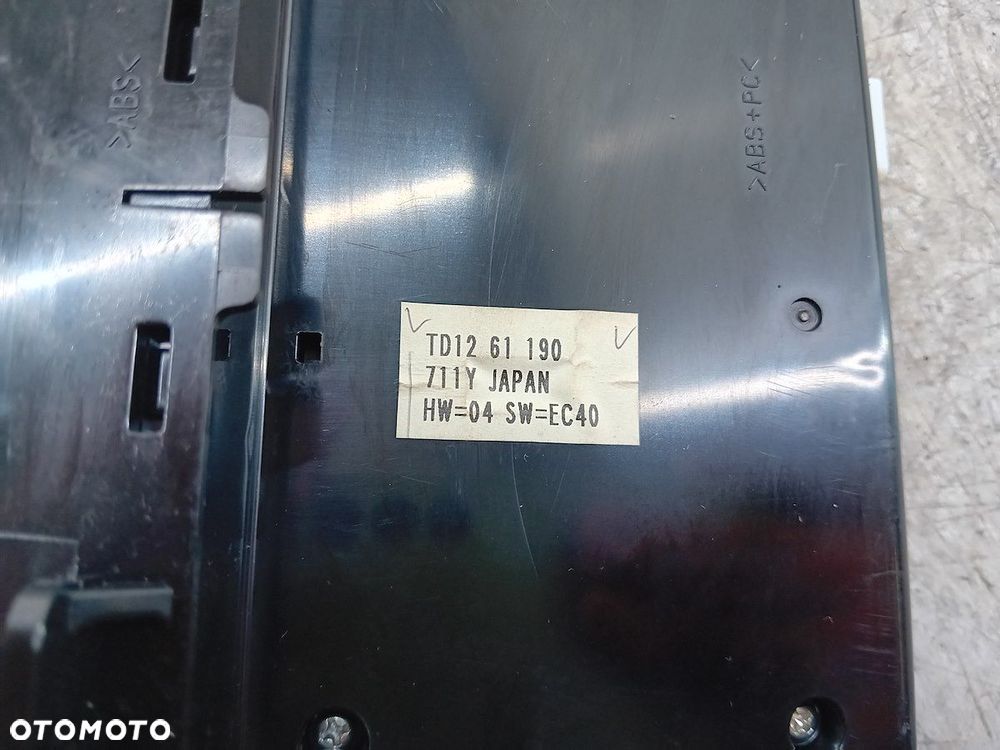 >ABS<
>ABS+PC<
TD12 61 190
711Y JAPAN
HW=04 SW=EC40
OTOMOTO